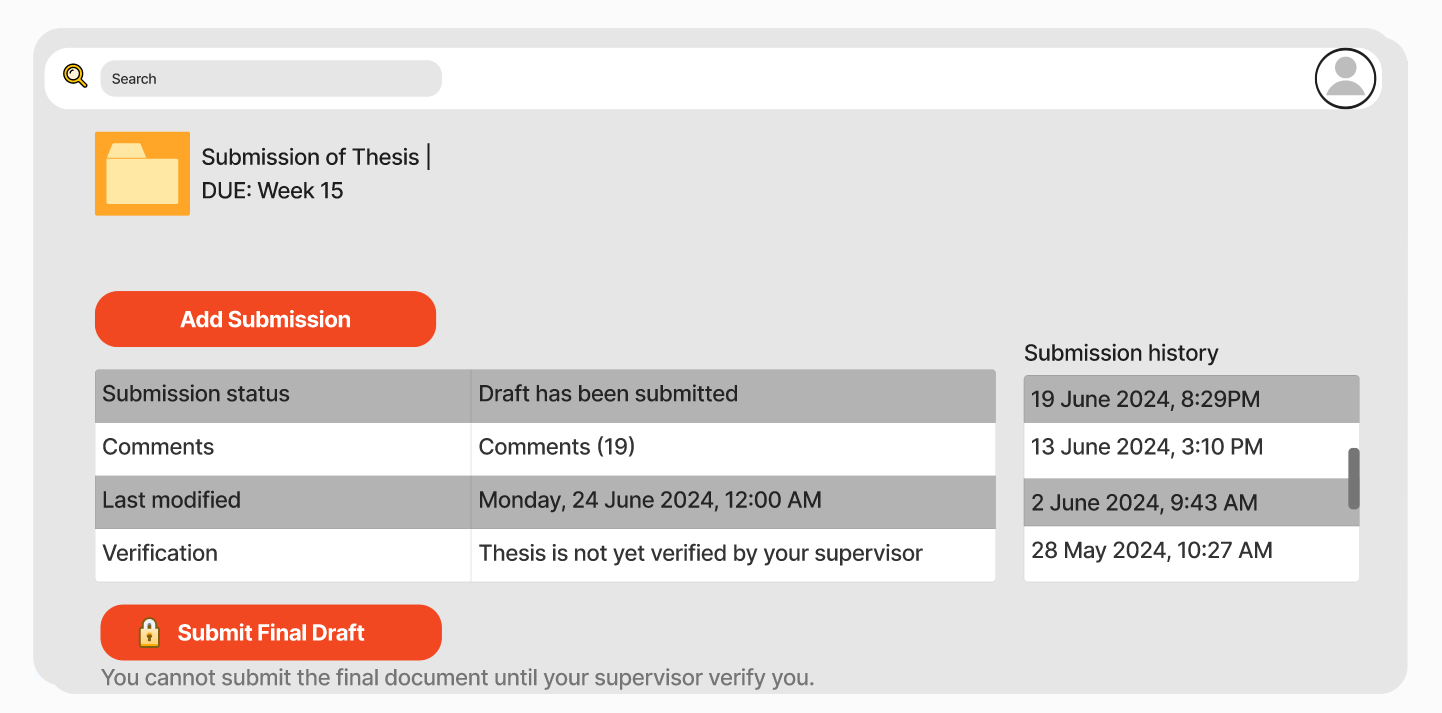 Search
Submission of Thesis |
DUE: Week 15
Add Submission
Submission status Draft has been submitted
Comments Comments (19)
Last modified Monday, 24 June 2024, 12:00 AM
Verification Thesis is not yet verified by your supervisor
Submission history
19 June 2024, 8:29PM
13 June 2024, 3:10 PM
2 June 2024, 9:43 AM
28 May 2024, 10:27 AM
Submit Final Draft
You cannot submit the final document until your supervisor verify you.